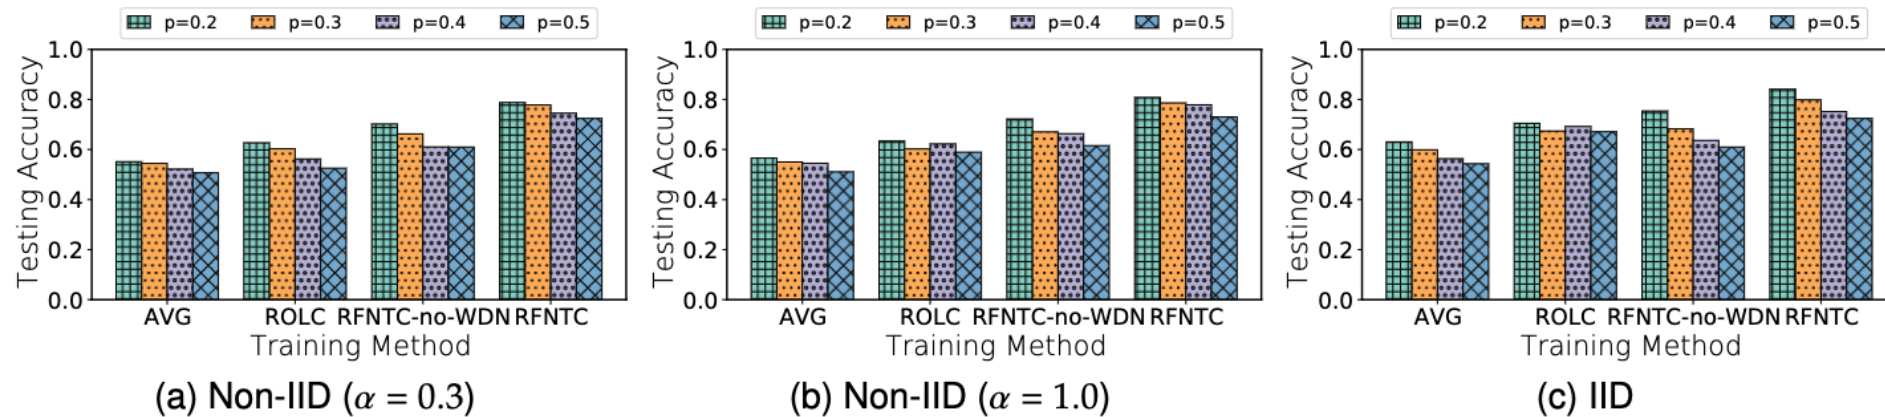 p=0.2 p=0.3 p=0.4 p=0.5
1.0
0.8
0.6
0.4
0.2
0.0
Testing Accuracy
AVG ROLC RFNTC-no-WDN RFNTC
Training Method
(a) Non-IID (α = 0.3)
p=0.2 p=0.3 p=0.4 p=0.5
1.0
0.8
0.6
0.4
0.2
0.0
Testing Accuracy
AVG ROLC RFNTC-no-WDN RFNTC
Training Method
(b) Non-IID (α = 1.0)
p=0.2 p=0.3 p=0.4 p=0.5
1.0
0.8
0.6
0.4
0.2
0.0
Testing Accuracy
AVG ROLC RFNTC-no-WDN RFNTC
Training Method
(c) IID